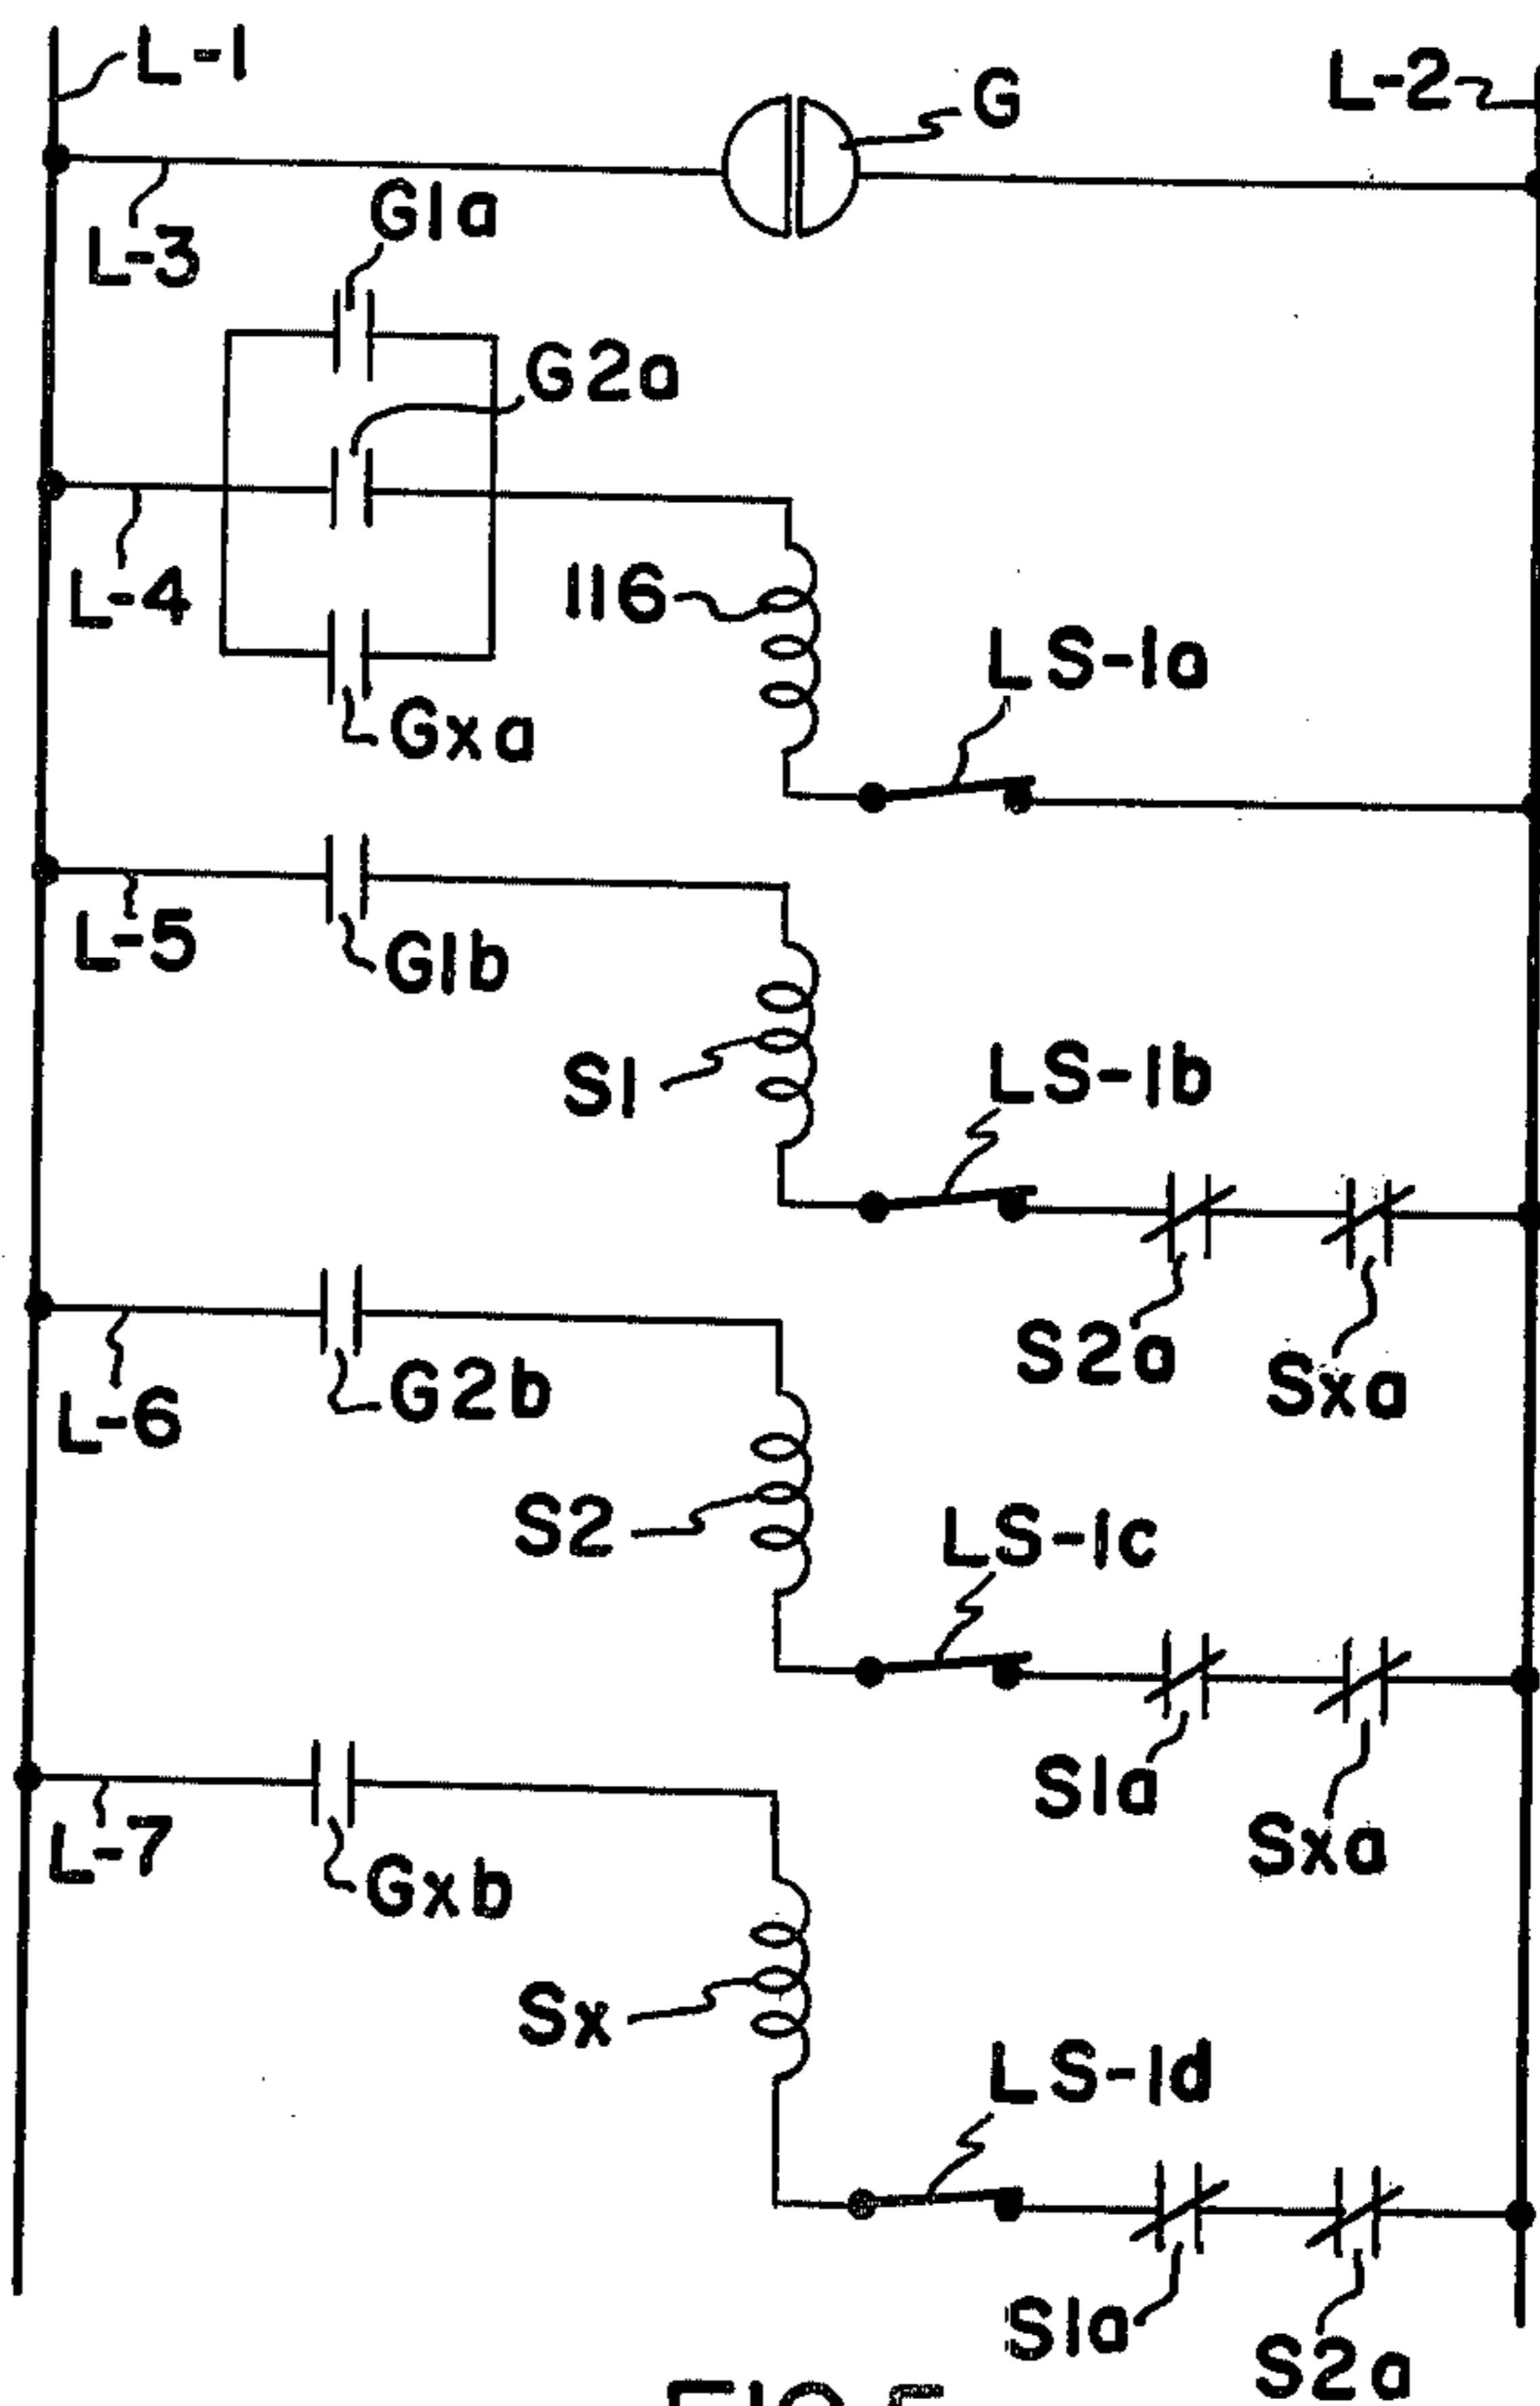 L-1
G
L-2
G1a
L-3
G2a
L-4
116
LS-1a
Gxa
L-5
G1b
S1
LS-1b
S2a
Sxa
L-6
G2b
S2
LS-1c
S1a
Sxa
L-7
Gxb
Sx
LS-1d
S1a
S2a